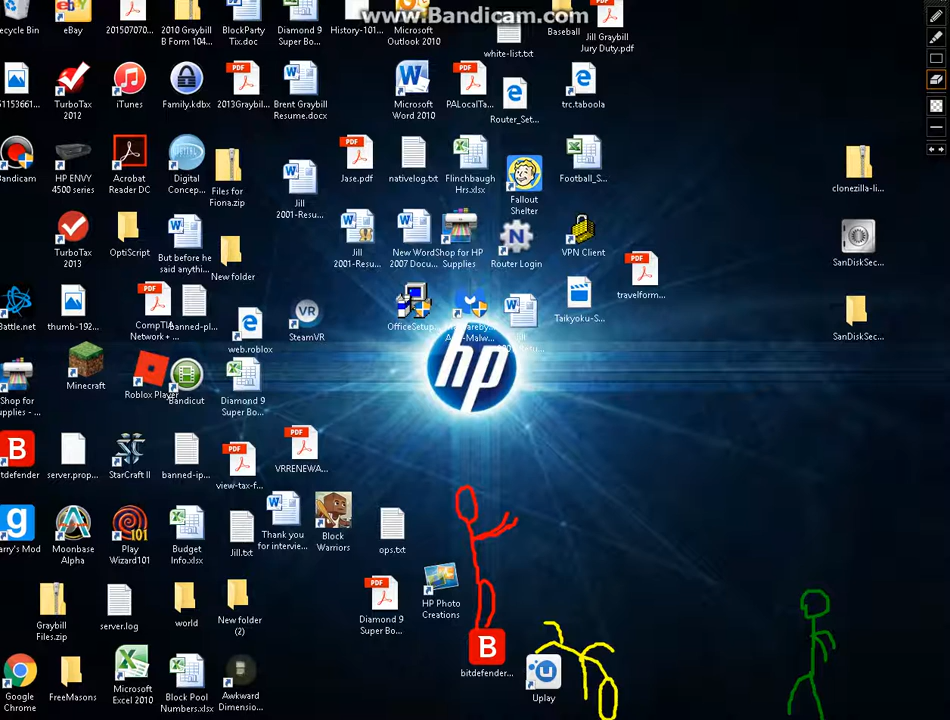 www.Bandicam.com
ecycle Bin
eBay
201507070...
2010 Graybill
B Form 104...
BlockParty
Tix.doc
Diamond 9
Super Bo...
History-101...
Microsoft
Outlook 2010
white-list.txt
Baseball
Jill Graybill
Jury Duty.pdf
51153661...
TurboTax
2012
iTunes
Family.kdbx
2013Graybil...
Brent Graybill
Resume.docx
Microsoft
Word 2010
PALocalTa...
Router_Set...
trc.taboola
Bandicam
HP ENVY
4500 series
Acrobat
Reader DC
Digital
Concep...
Files for
Fiona.zip
Jill
2001-Resu...
Jase.pdf
nativelog.txt
Flinchbaugh
Hrs.xlsx
Fallout
Shelter
Football_S...
clonezilla-li...
TurboTax
2013
OptiScript
But before he
said anythi...
New folder
Jill
2001-Resu...
New Word
2007 Docu...
Shop for HP
Supplies
Router Login
VPN Client
travelform...
SanDiskSec...
Battle.net
thumb-192...
CompTIA
Network + ...
banned-pl...
web.roblox
VR
SteamVR
OfficeSetup...
Taikyoku-S...
SanDiskSec...
hp
Shop for
upplies - ...
Minecraft
Roblox Player
Bandicut
Diamond 9
Super Bo...
B
itdefender
server.prop...
StarCraft II
banned-ip...
view-tax-f...
VRRENEWA...
g
arry's Mod
Moonbase
Alpha
101
Play
Wizard101
Budget
Info.xlsx
Jill.txt
Thank you
for intervie...
Block
Warriors
ops.txt
Graybill
Files.zip
server.log
world
New folder
(2)
Diamond 9
Super Bo...
HP Photo
Creations
B
bitdefender...
Google
Chrome
FreeMasons
Microsoft
Excel 2010
Block Pool
Numbers.xlsx
Awkward
Dimensio...
Uplay